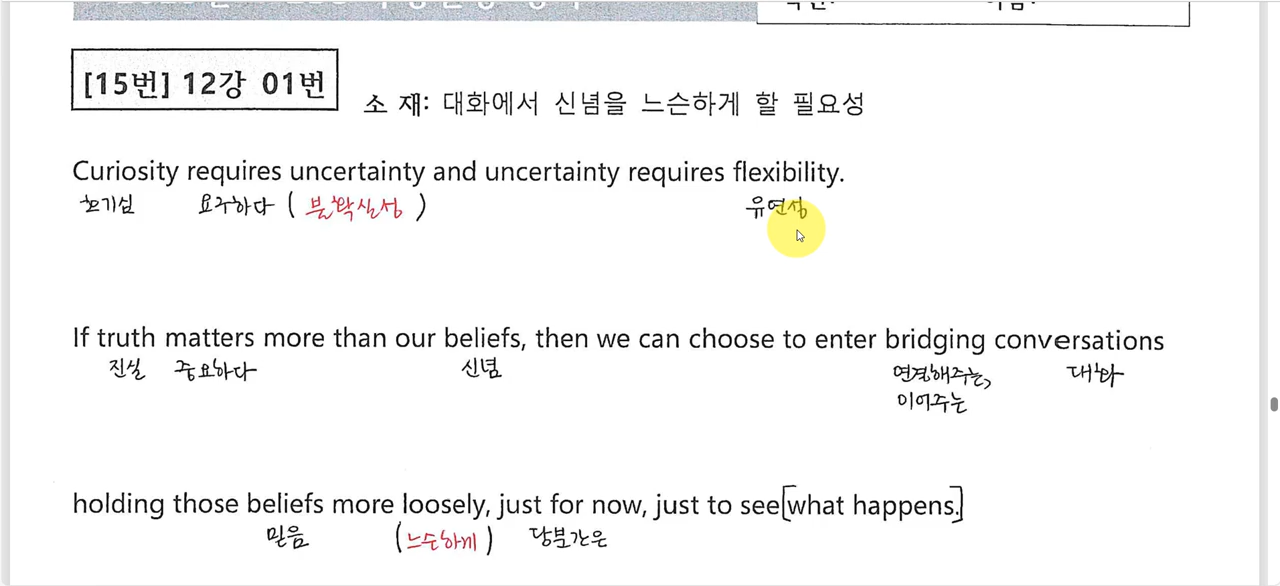 [15번] 12강 01번
소 재: 대화에서 신념을 느슨하게 할 필요성
Curiosity requires uncertainty and uncertainty requires flexibility.
호기심 요구하다 (불확실성) 유연성
If truth matters more than our beliefs, then we can choose to enter bridging conversations
진실 중요하다 신념 연결해주는, 대화
이어주는
holding those beliefs more loosely, just for now, just to see[what happens.]
믿음 (느슨하게) 당분간은